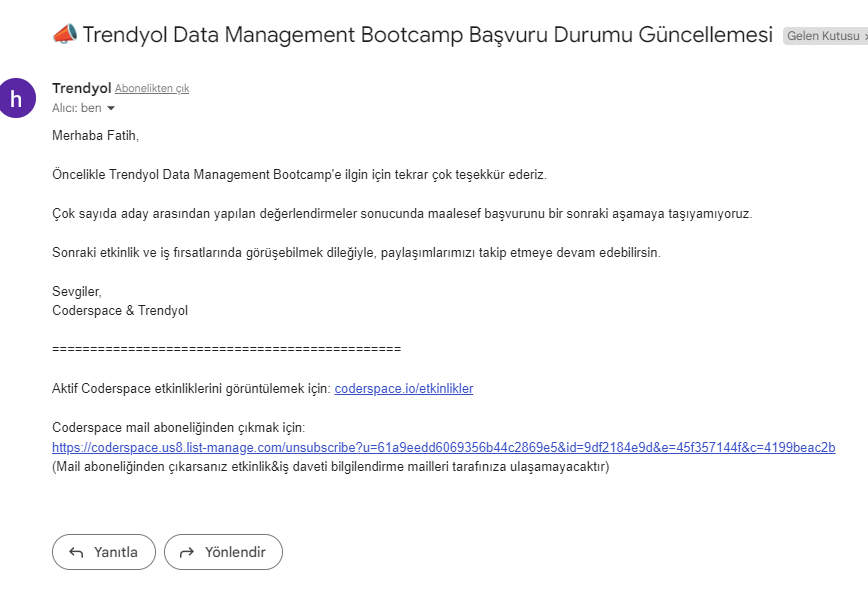 📣 Trendyol Data Management Bootcamp Başvuru Durumu Güncellemesi Gelen Kutusu ×
h
Trendyol Abonelikten çık
Alıcı: ben
Merhaba Fatih,
Öncelikle Trendyol Data Management Bootcamp'e ilgin için tekrar çok teşekkür ederiz.
Çok sayıda aday arasından yapılan değerlendirmeler sonucunda maalesef başvurunu bir sonraki aşamaya taşıyamıyoruz.
Sonraki etkinlik ve iş fırsatlarında görüşebilmek dileğiyle, paylaşımlarımızı takip etmeye devam edebilirsin.
Sevgiler,
Coderspace & Trendyol
==============================================
Aktif Coderspace etkinliklerini görüntülemek için: coderspace.io/etkinlikler
Coderspace mail aboneliğinden çıkmak için:
https://coderspace.us8.list-manage.com/unsubscribe?u=61a9eedd6069356b44c2869e5&id=9df2184e9d&e=45f357144f&c=4199beac2b
(Mail aboneliğinden çıkarsanız etkinlik&iş daveti bilgilendirme mailleri tarafınıza ulaşamayacaktır)
Yanıtla
Yönlendir